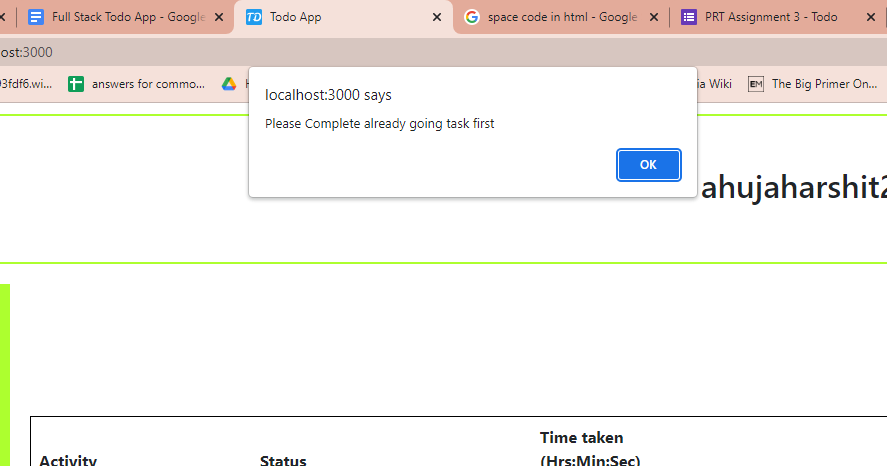 Full Stack Todo App - Google
TD Todo App
space code in html - Google
PRT Assignment 3 - Todo
ost:3000
93fdf6.wi...
answers for commo...
ia Wiki
EM The Big Primer On...
localhost:3000 says
Please Complete already going task first
OK
ahujaharshit2
Activity
Status
Time taken
(Hrs:Min:Sec)